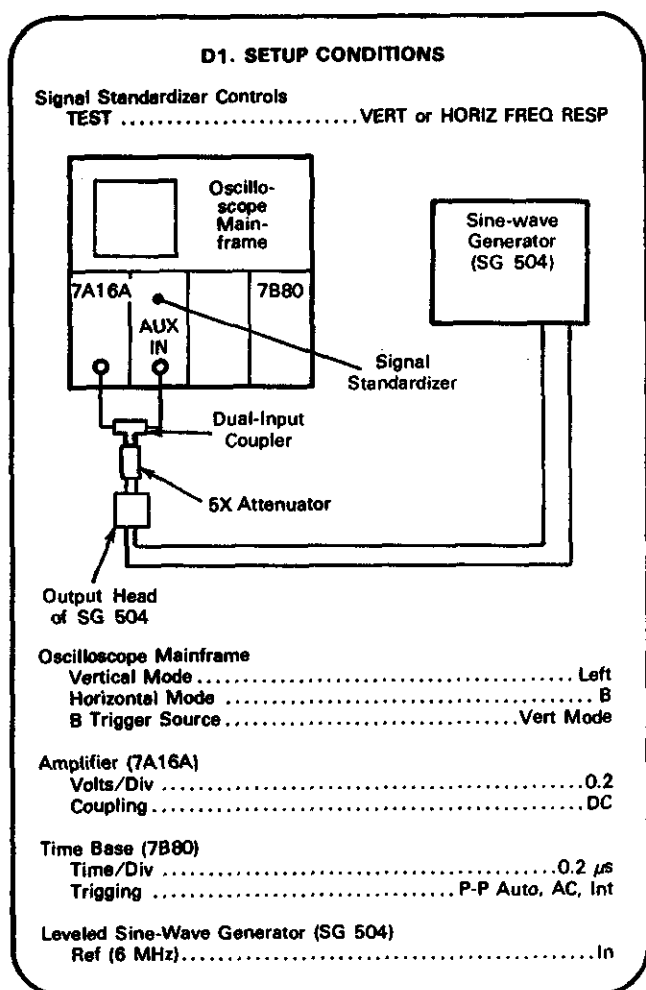 D1. SETUP CONDITIONS
Signal Standardizer Controls
TEST ........................ VERT or HORIZ FREQ RESP
Oscillo-
scope
Main-
frame
Sine-wave
Generator
(SG 504)
7A16A
7B80
AUX
IN
Signal
Standardizer
Dual-Input
Coupler
5X Attenuator
Output Head
of SG 504
Oscilloscope Mainframe
Vertical Mode ........................................ Left
Horizontal Mode ........................................ B
B Trigger Source .............................. Vert Mode
Amplifier (7A16A)
Volts/Div ........................................ 0.2
Coupling ........................................ DC
Time Base (7B80)
Time/Div ........................................ 0.2 µs
Trigging ............................ P-P Auto, AC, Int
Leveled Sine-Wave Generator (SG 504)
Ref (6 MHz) ........................................ In